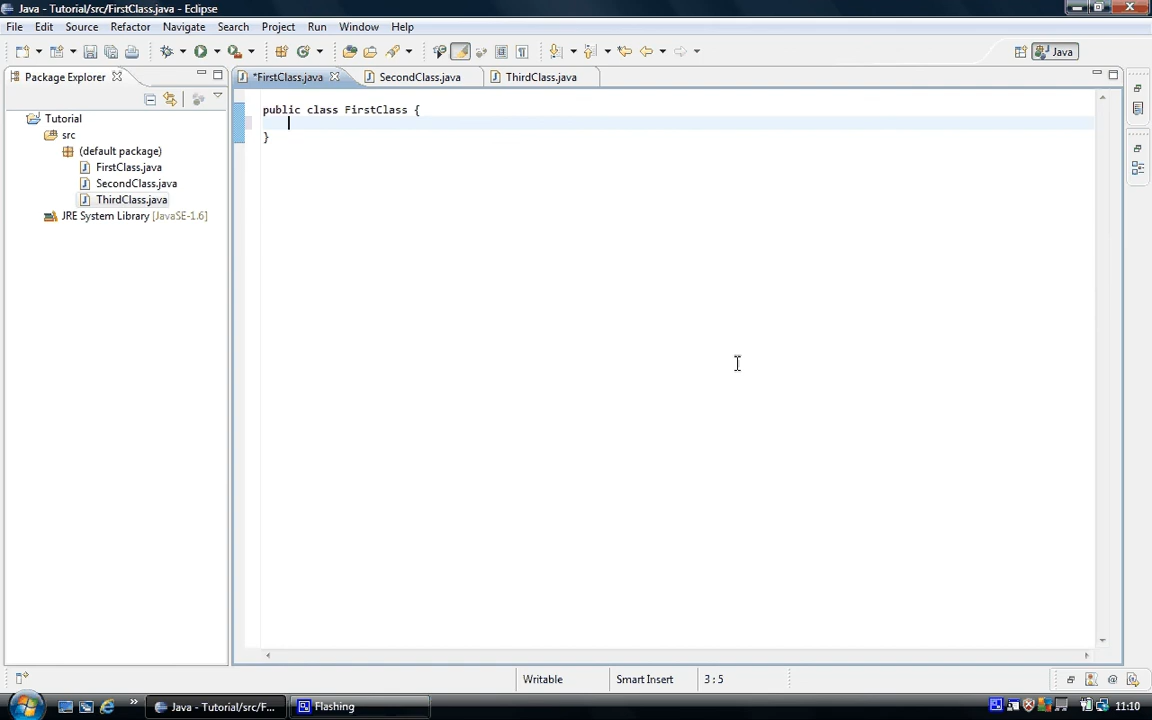 Java - Tutorial/src/FirstClass.java - Eclipse
File Edit Source Refactor Navigate Search Project Run Window Help
Java
Package Explorer
*FirstClass.java SecondClass.java ThirdClass.java
Tutorial
src
(default package)
FirstClass.java
SecondClass.java
ThirdClass.java
JRE System Library [JavaSE-1.6]
public class FirstClass {
}
Writable Smart Insert 3 : 5
Java - Tutorial/src/F... Flashing 11:10